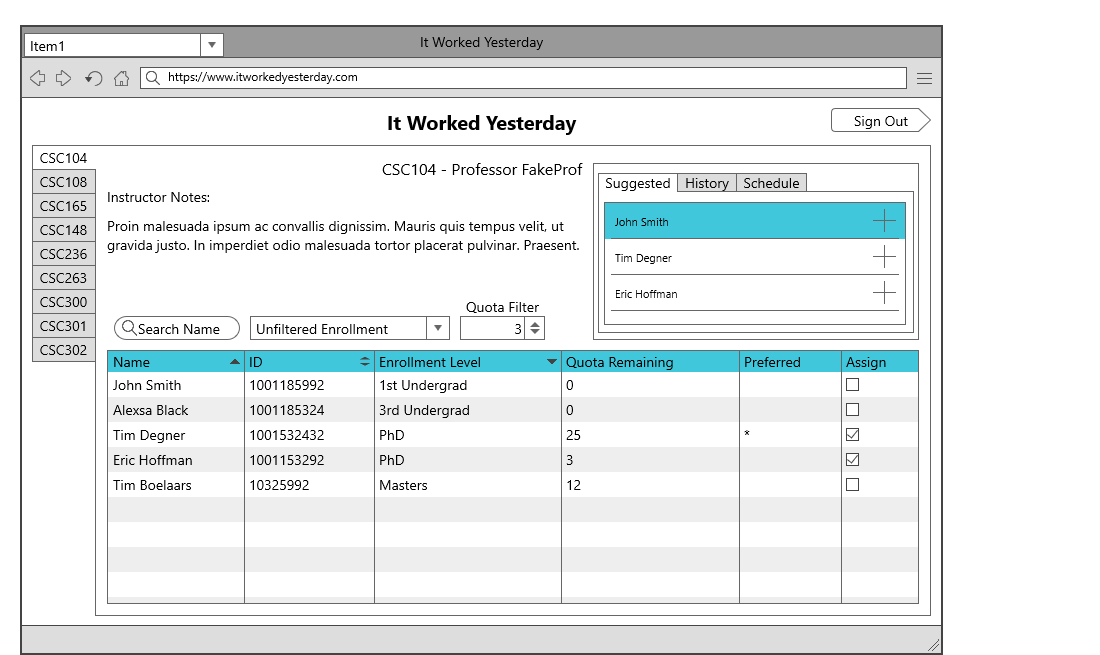 Item1
It Worked Yesterday
https://www.itworkedyesterday.com
It Worked Yesterday
Sign Out
CSC104
CSC108
CSC165
CSC148
CSC236
CSC263
CSC300
CSC301
CSC302
CSC104 - Professor FakeProf
Instructor Notes:
Proin malesuada ipsum ac convallis dignissim. Mauris quis tempus velit, ut
gravida justo. In imperdiet odio malesuada tortor placerat pulvinar. Praesent.
Suggested History Schedule
John Smith
Tim Degner
Eric Hoffman
Quota Filter
Search Name Unfiltered Enrollment 3
Name ID Enrollment Level Quota Remaining Preferred Assign
John Smith 1001185992 1st Undergrad 0
Alexsa Black 1001185324 3rd Undergrad 0
Tim Degner 1001532432 PhD 25 *
Eric Hoffman 1001153292 PhD 3
Tim Boelaars 10325992 Masters 12